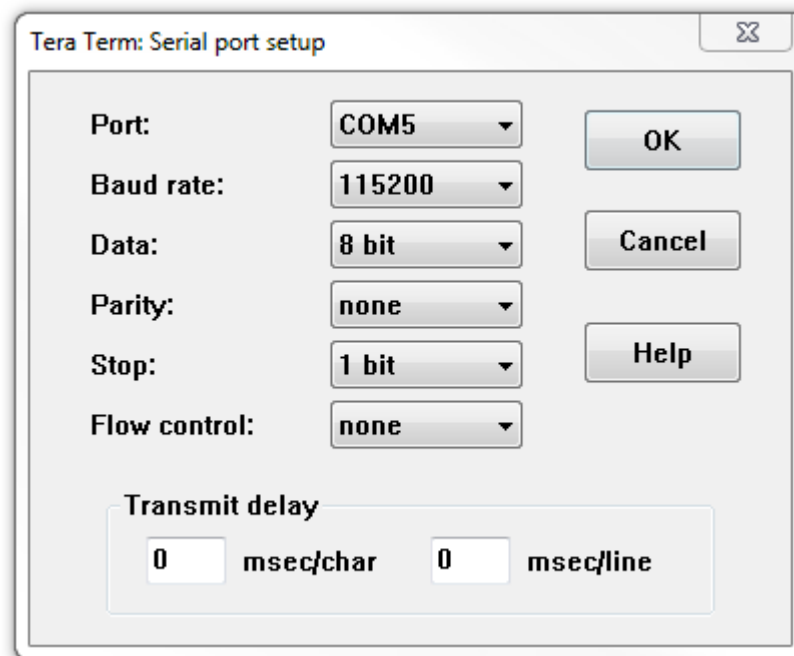 Tera Term: Serial port setup
Port: COM5 OK
Baud rate: 115200
Data: 8 bit Cancel
Parity: none
Stop: 1 bit Help
Flow control: none
Transmit delay
0 msec/char 0 msec/line